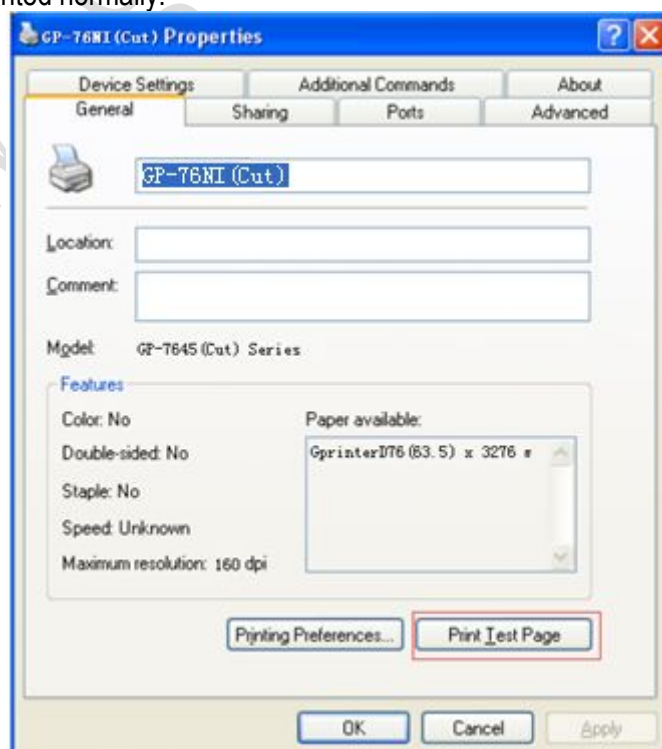 nted normally.
GP-76NI(Cut) Properties
Device Settings Additional Commands About
General Sharing Ports Advanced
GP-76NI(Cut)
Location:
Comment:
Model: GP-7645(Cut) Series
Features
Color: No Paper available:
Double-sided: No GprinterD76(63.5) x 3276 m
Staple: No
Speed: Unknown
Maximum resolution: 160 dpi
Printing Preferences... Print Test Page
OK Cancel Apply